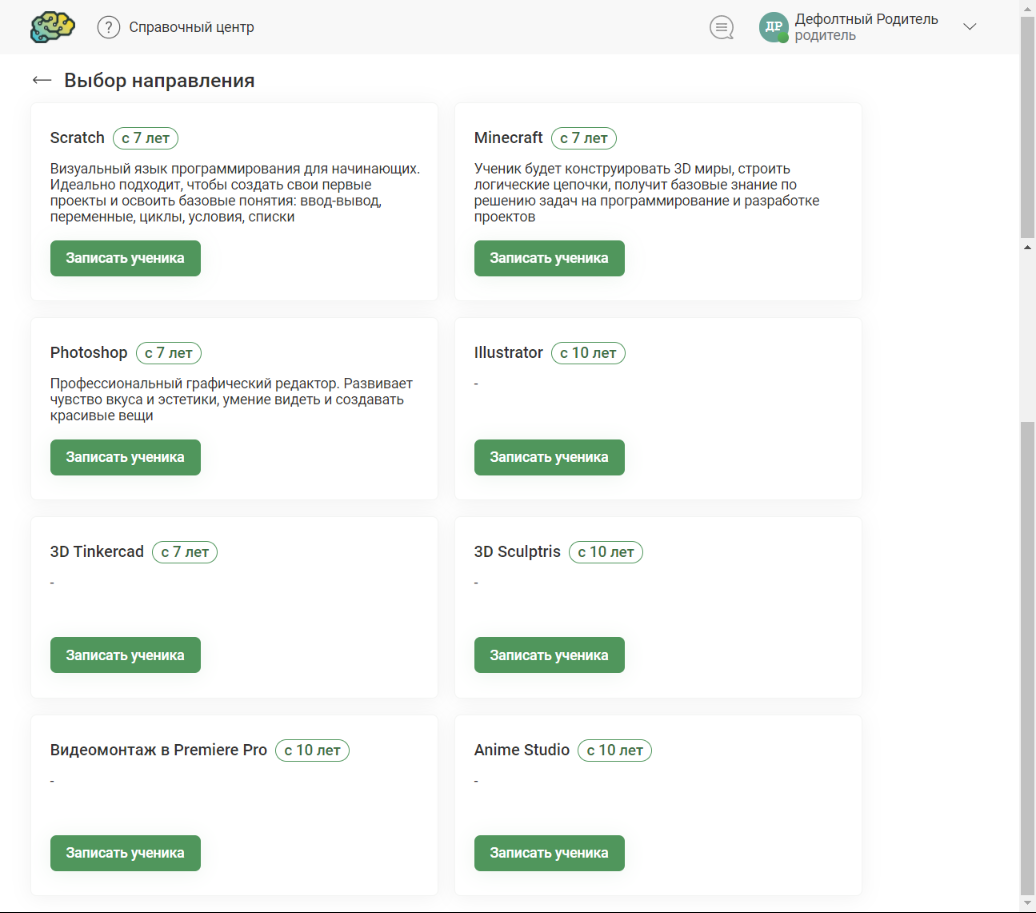 ? Справочный центр
ДР Дефолтный Родитель
родитель
← Выбор направления
Scratch с 7 лет
Визуальный язык программирования для начинающих.
Идеально подходит, чтобы создать свои первые
проекты и освоить базовые понятия: ввод-вывод,
переменные, циклы, условия, списки
Записать ученика
Minecraft с 7 лет
Ученик будет конструировать 3D миры, строить
логические цепочки, получит базовые знание по
решению задач на программирование и разработке
проектов
Записать ученика
Photoshop с 7 лет
Профессиональный графический редактор. Развивает
чувство вкуса и эстетики, умение видеть и создавать
красивые вещи
Записать ученика
Illustrator с 10 лет
-
Записать ученика
3D Tinkercad с 7 лет
-
Записать ученика
3D Sculptris с 10 лет
-
Записать ученика
Видеомонтаж в Premiere Pro с 10 лет
-
Записать ученика
Anime Studio с 10 лет
-
Записать ученика